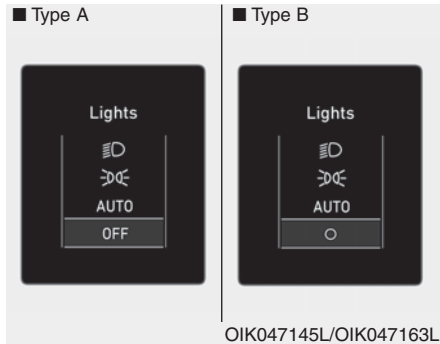 ■ Type A
■ Type B
Lights
AUTO
OFF
Lights
AUTO
OIK047145L/OIK047163L